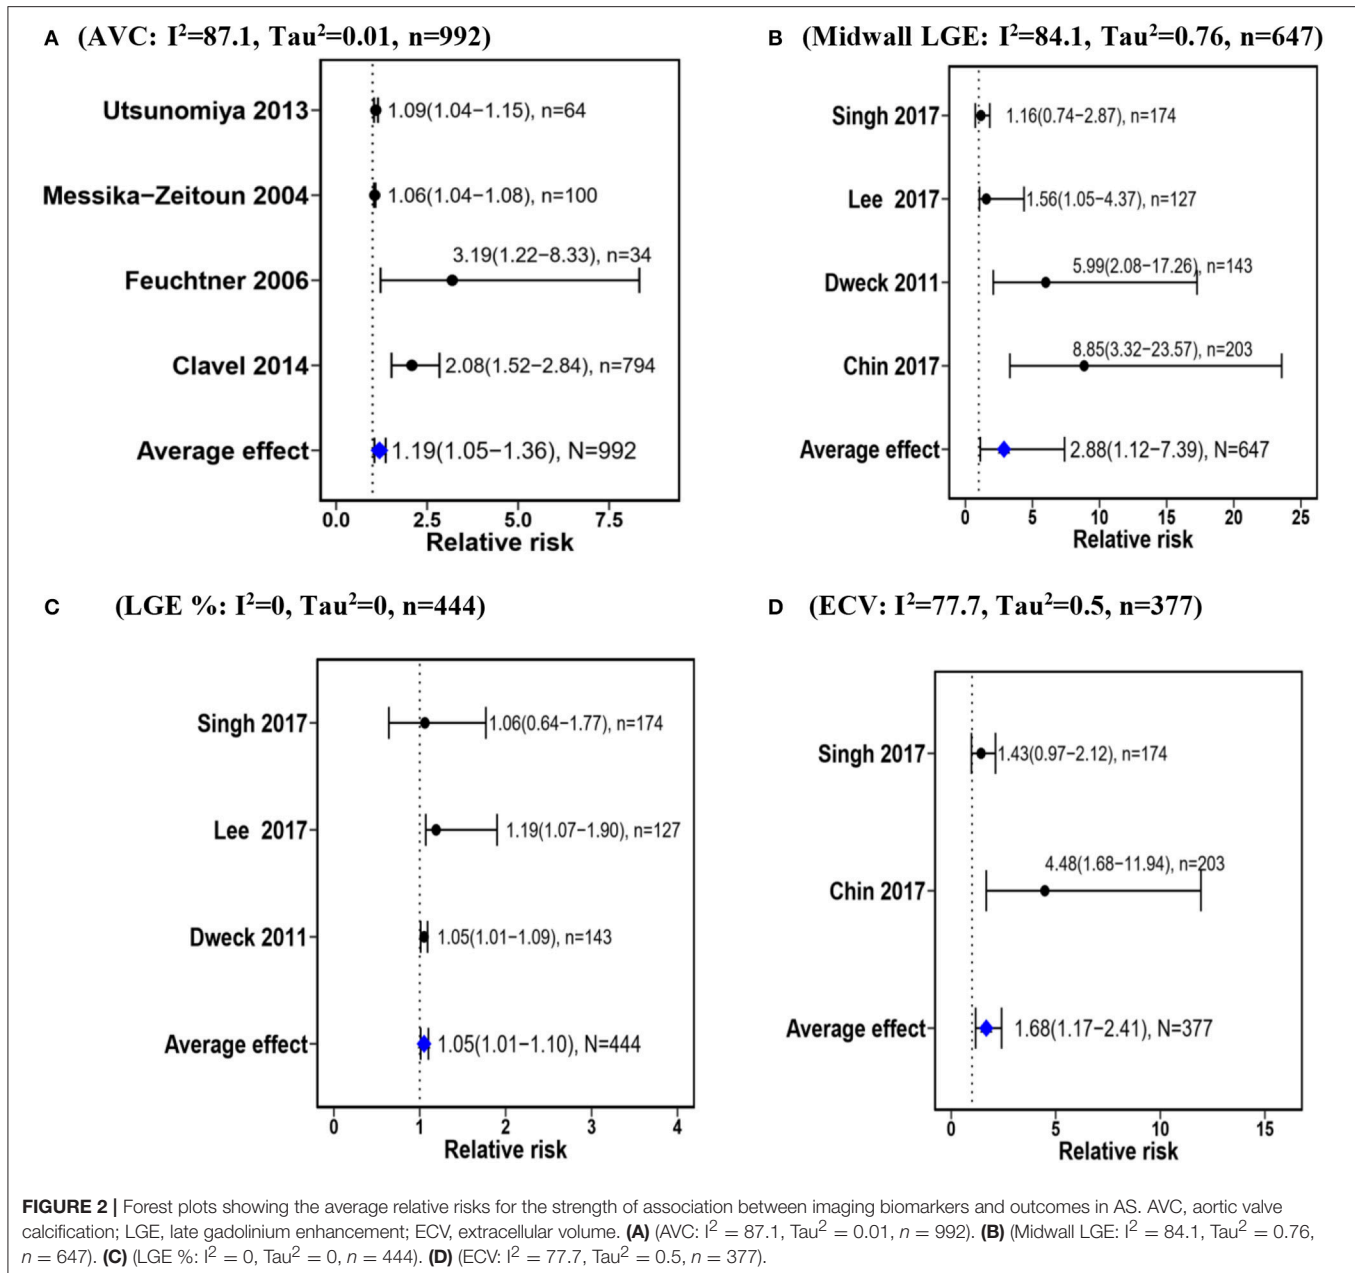 A (AVC: I²=87.1, Tau²=0.01, n=992)
Utsunomiya 2013
1.09(1.04−1.15), n=64
Messika−Zeitoun 2004
1.06(1.04−1.08), n=100
Feuchtner 2006
3.19(1.22−8.33), n=34
Clavel 2014
2.08(1.52−2.84), n=794
Average effect
1.19(1.05−1.36), N=992
0.0 2.5 5.0 7.5
Relative risk
B (Midwall LGE: I²=84.1, Tau²=0.76, n=647)
Singh 2017
1.16(0.74−2.87), n=174
Lee 2017
1.56(1.05−4.37), n=127
Dweck 2011
5.99(2.08−17.26), n=143
Chin 2017
8.85(3.32−23.57), n=203
Average effect
2.88(1.12−7.39), N=647
0 5 10 15 20 25
Relative risk
C (LGE %: I²=0, Tau²=0, n=444)
Singh 2017
1.06(0.64−1.77), n=174
Lee 2017
1.19(1.07−1.90), n=127
Dweck 2011
1.05(1.01−1.09), n=143
Average effect
1.05(1.01−1.10), N=444
0 1 2 3 4
Relative risk
D (ECV: I²=77.7, Tau²=0.5, n=377)
Singh 2017
1.43(0.97−2.12), n=174
Chin 2017
4.48(1.68−11.94), n=203
Average effect
1.68(1.17−2.41), N=377
0 5 10 15
Relative risk
FIGURE 2 | Forest plots showing the average relative risks for the strength of association between imaging biomarkers and outcomes in AS. AVC, aortic valve
calcification; LGE, late gadolinium enhancement; ECV, extracellular volume. (A) (AVC: I² = 87.1, Tau² = 0.01, n = 992). (B) (Midwall LGE: I² = 84.1, Tau² = 0.76,
n = 647). (C) (LGE %: I² = 0, Tau² = 0, n = 444). (D) (ECV: I² = 77.7, Tau² = 0.5, n = 377).